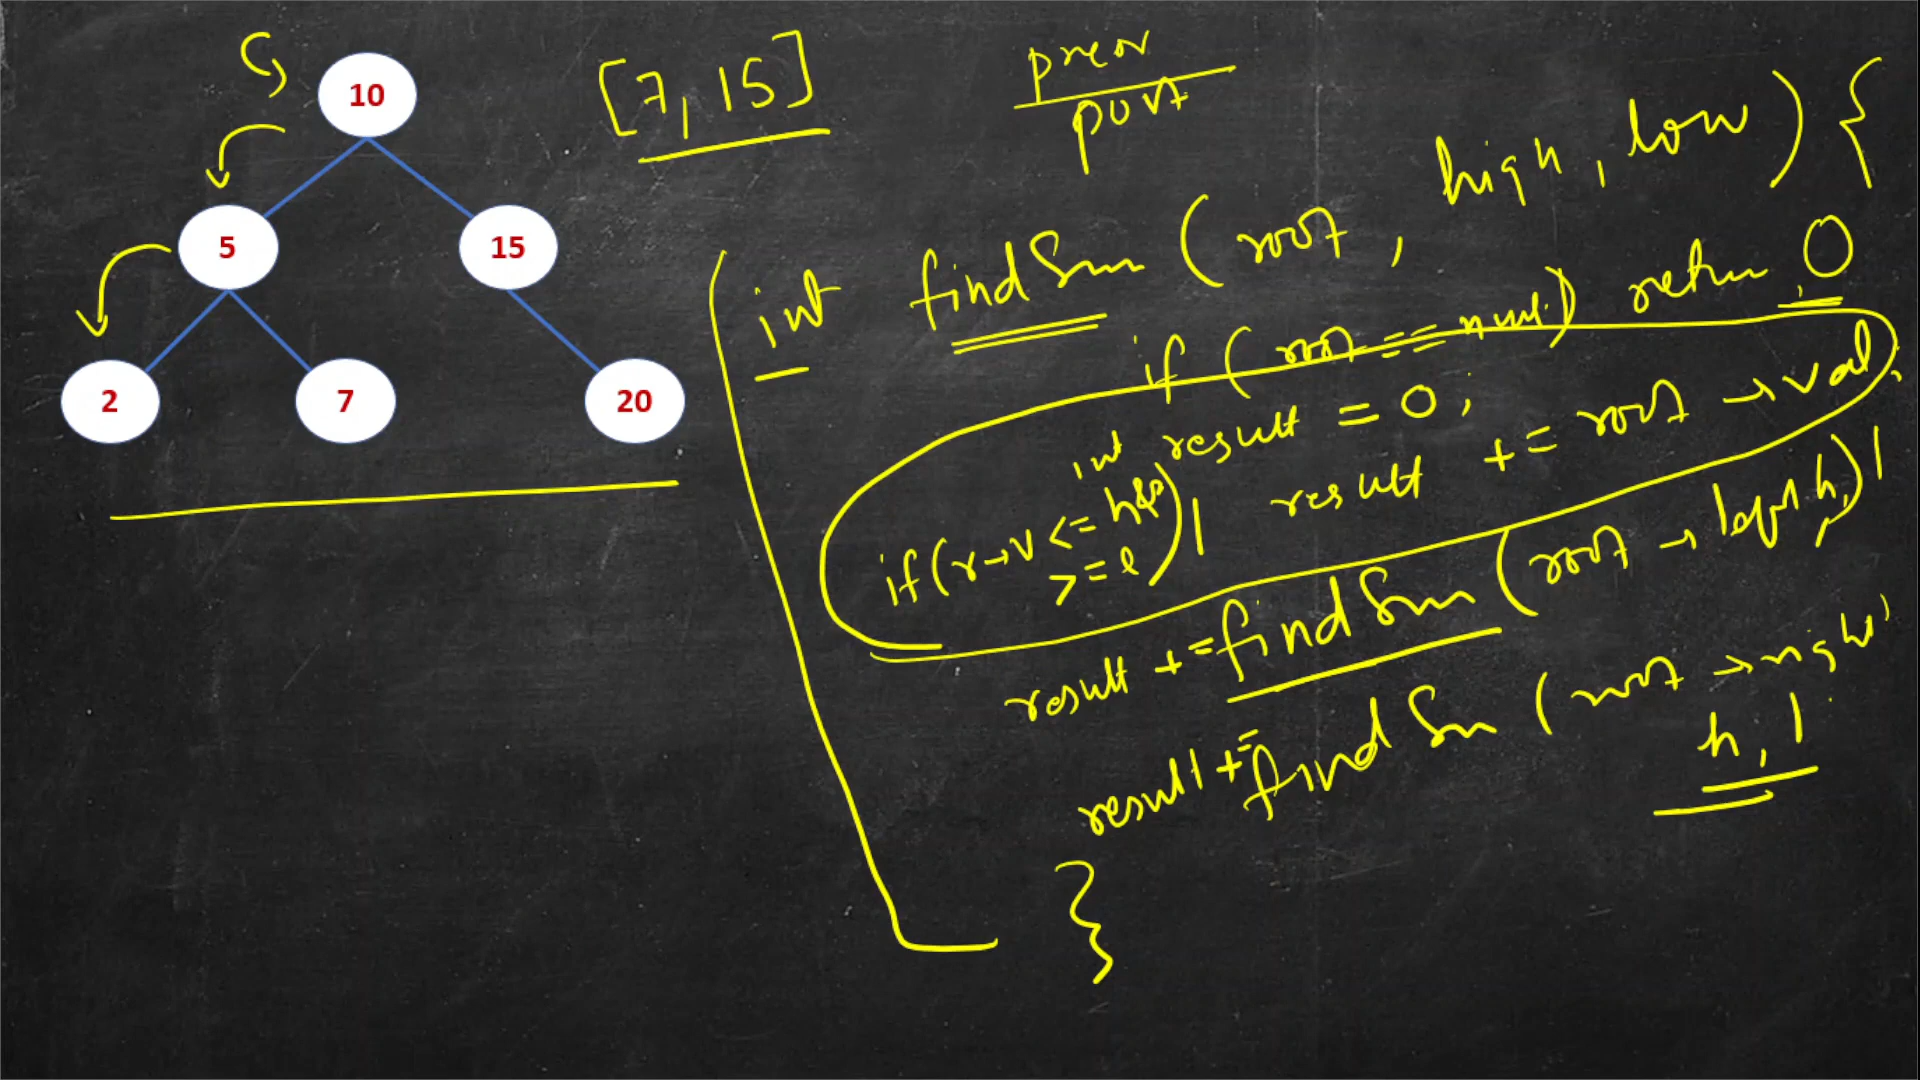 10
5
15
2
7
20
[7, 15]
preor
post
int findSum (root, high, low) {
if (root == null) return 0
int result = 0;
if (r→v <= h &&
>= l) result += root → val;
result += findSum (root → left, h, l
result += findSum (root → right,
h, l
}